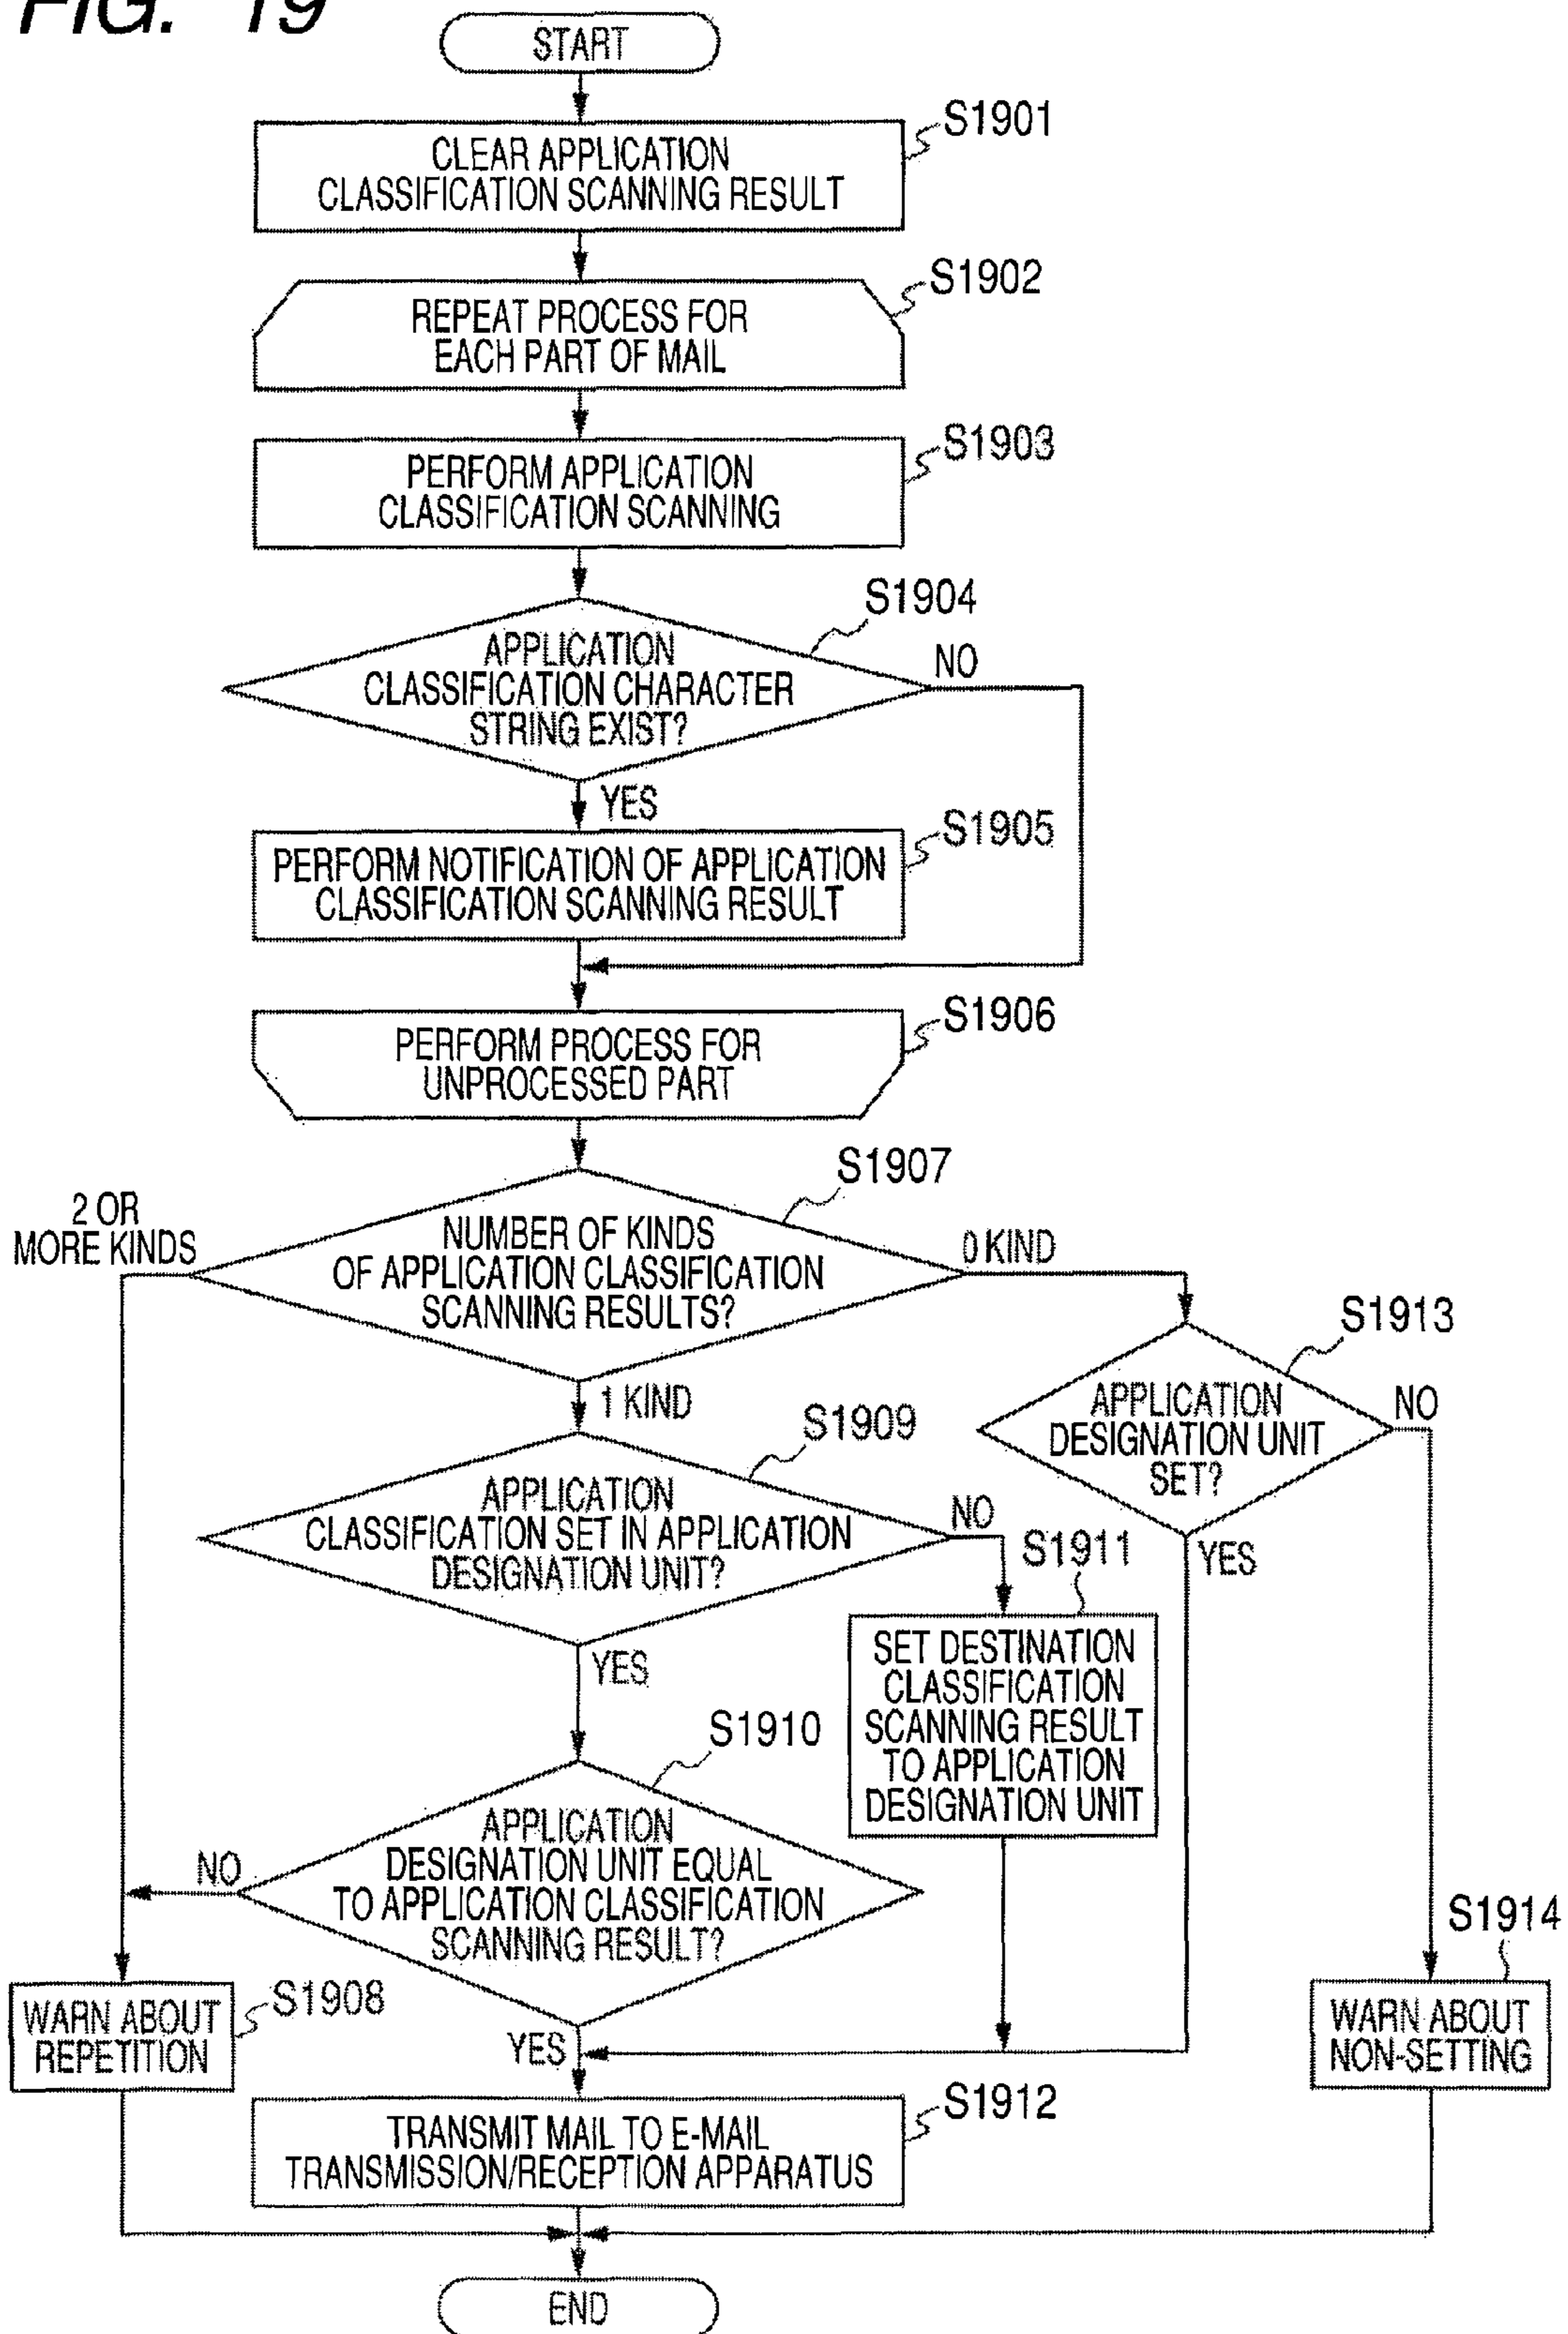 FIG. 19
START
S1901
CLEAR APPLICATION
CLASSIFICATION SCANNING RESULT
S1902
REPEAT PROCESS FOR
EACH PART OF MAIL
S1903
PERFORM APPLICATION
CLASSIFICATION SCANNING
S1904
APPLICATION
CLASSIFICATION CHARACTER
STRING EXIST?
NO
YES
S1905
PERFORM NOTIFICATION OF APPLICATION
CLASSIFICATION SCANNING RESULT
S1906
PERFORM PROCESS FOR
UNPROCESSED PART
S1907
2 OR
MORE KINDS
NUMBER OF KINDS
OF APPLICATION CLASSIFICATION
SCANNING RESULTS?
0 KIND
1 KIND
S1913
APPLICATION
DESIGNATION UNIT
SET?
NO
YES
S1909
APPLICATION
CLASSIFICATION SET IN APPLICATION
DESIGNATION UNIT?
NO
YES
S1911
SET DESTINATION
CLASSIFICATION
SCANNING RESULT
TO APPLICATION
DESIGNATION UNIT
S1910
APPLICATION
DESIGNATION UNIT EQUAL
TO APPLICATION CLASSIFICATION
SCANNING RESULT?
NO
YES
S1908
WARN ABOUT
REPETITION
S1914
WARN ABOUT
NON-SETTING
S1912
TRANSMIT MAIL TO E-MAIL
TRANSMISSION/RECEPTION APPARATUS
END